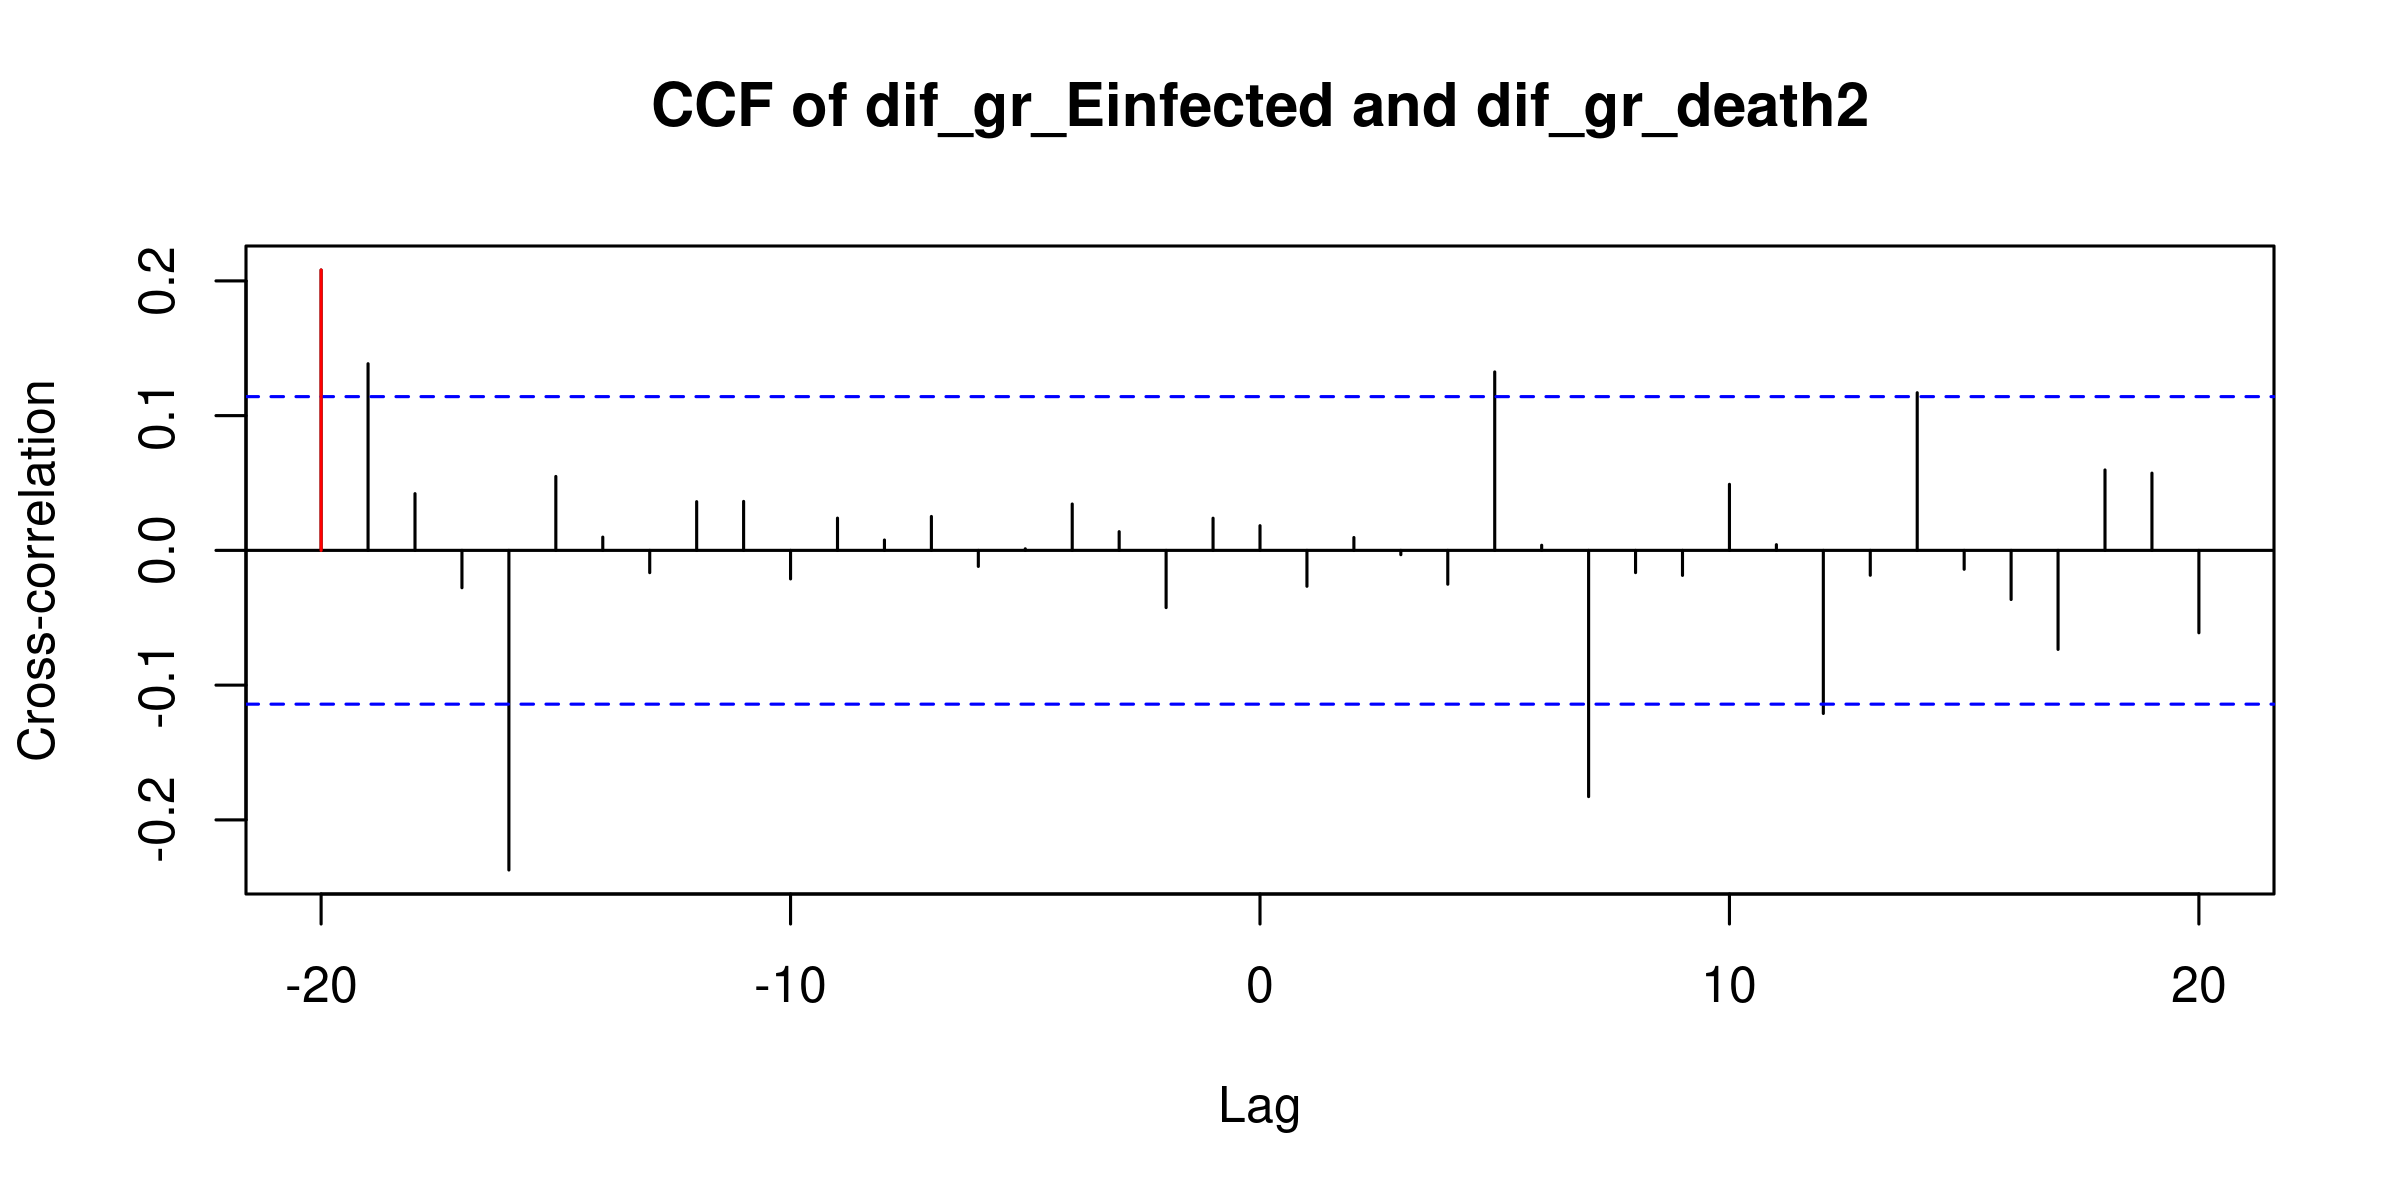 CCF of dif_gr_Einfected and dif_gr_death2
0.2
0.1
0.0
-0.1
-0.2
Cross-correlation
-20 -10 0 10 20
Lag